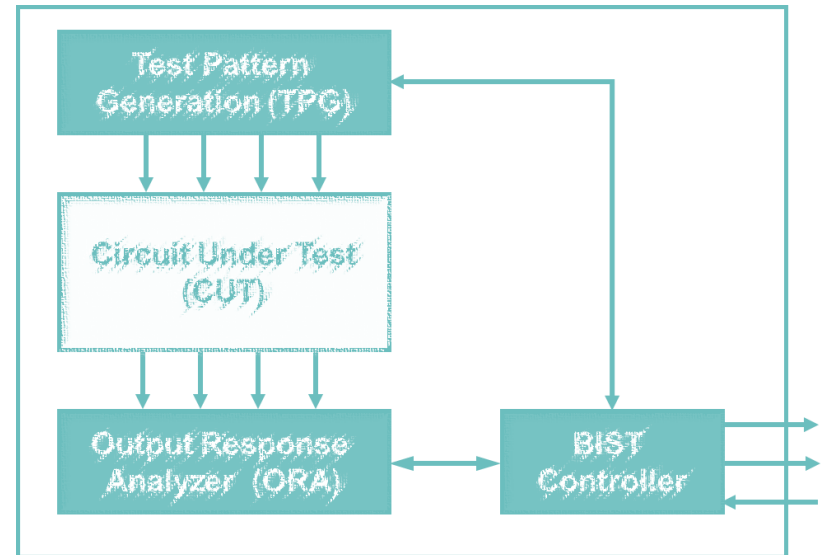 Test Pattern
Generation (TPG)
Circuit Under Test
(CUT)
Output Response
Analyzer (ORA)
BIST
Controller